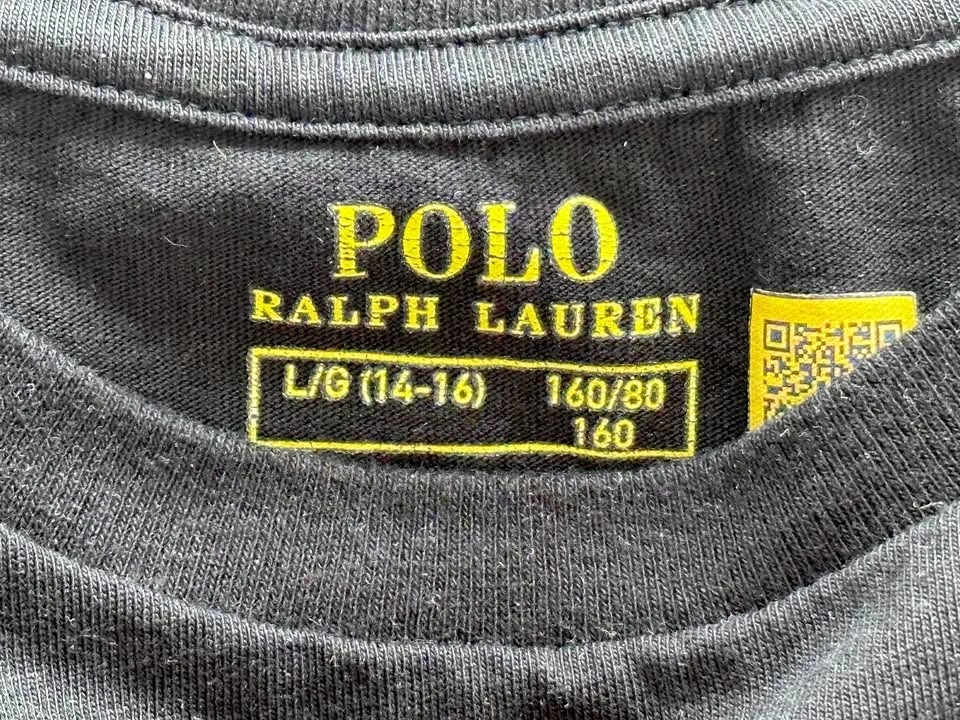 POLO
RALPH LAUREN
L/G (14-16) 160/80
160